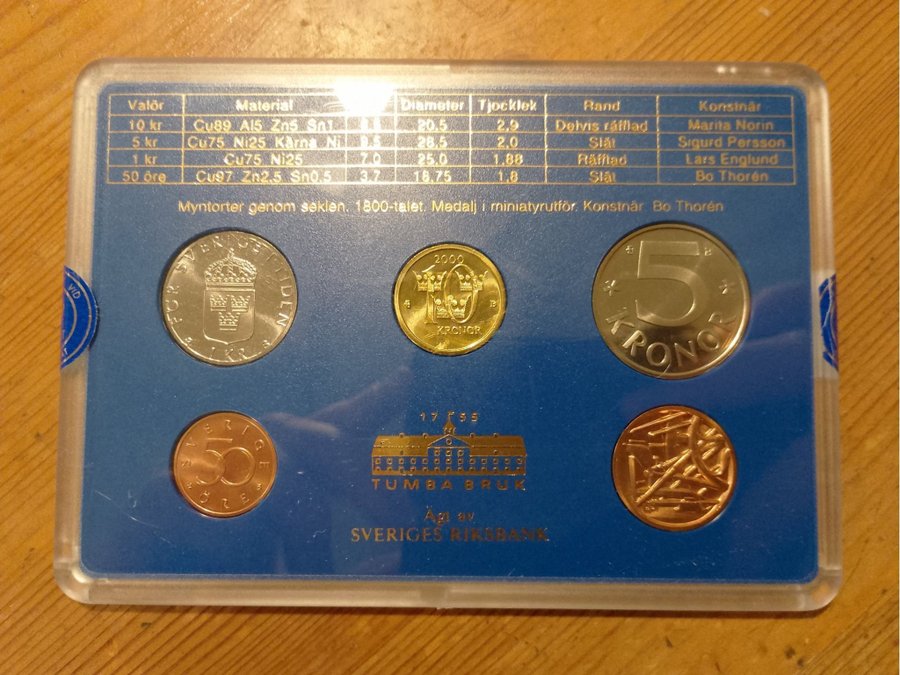 Valör Material Diameter Tjocklek Rand Konstnär
10 kr Cu89 Al5 Zn5 Sn1 20.5 2,9 Delvis räfflad Marita Norin
5 kr Cu75 Ni25 Kärna Ni 9.5 28,5 2,0 Slät Sigurd Persson
1 kr Cu75 Ni25 7,0 25,0 1,88 Räfflad Lars Englund
50 öre Cu97 Zn2,5 Sn0,5 3.7 18,75 1,8 Slät Bo Thorén
Myntorter genom seklen. 1800-talet. Medalj i miniatyrutför. Konstnär Bo Thorén
FÖR SVERIGE I TIDEN
1 KR
B
2000
10
B
KRONOR
B
5
KRONOR
VID
SVERIGE
50
ÖRE
1755
TUMBA BRUK
Ägt av
SVERIGES RIKSBANK